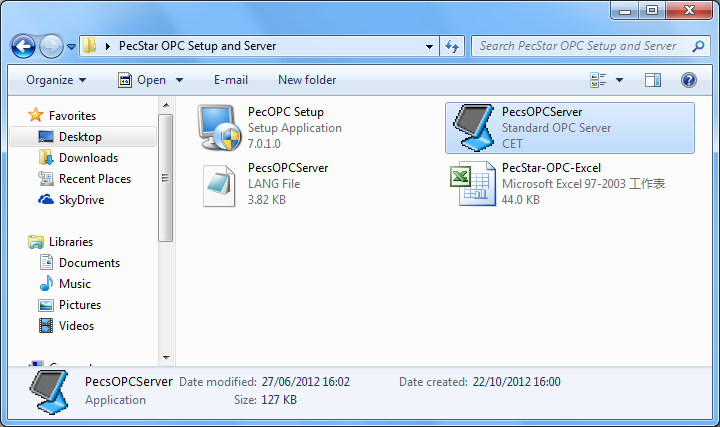 PecStar OPC Setup and Server
Search PecStar OPC Setup and Server
Organize
Open
E-mail
New folder
Favorites
Desktop
Downloads
Recent Places
SkyDrive
Libraries
Documents
Music
Pictures
Videos
PecOPC Setup
Setup Application
7.0.1.0
PecsOPCServer
Standard OPC Server
CET
PecsOPCServer
LANG File
3.82 KB
PecStar-OPC-Excel
Microsoft Excel 97-2003 工作表
44.0 KB
PecsOPCServer Date modified: 27/06/2012 16:02 Date created: 22/10/2012 16:00
Application Size: 127 KB